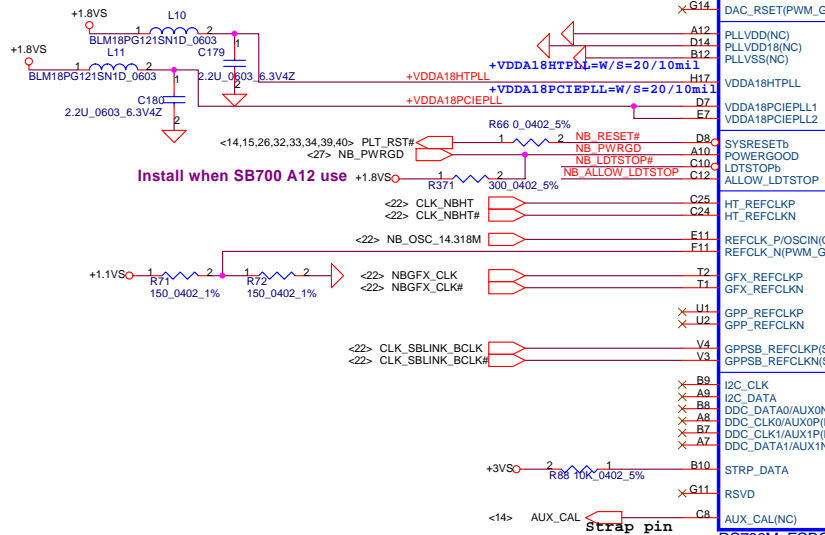 G14 DAC_RSET(PWM_G
+1.8VS L10
1 2
BLM18PG121SN1D_0603
A12 PLLVDD(NC)
D14 PLLVDD18(NC)
B12 PLLVSS(NC)
+1.8VS L11
1 2
BLM18PG121SN1D_0603
1 C179
2.2U_0603_6.3V4Z
2
+VDDA18HTPLL=W/S=20/10mil
+VDDA18HTPLL H17 VDDA18HTPLL
+VDDA18PCIEPLL=W/S=20/10mil
1
C180
2.2U_0603_6.3V4Z
2
+VDDA18PCIEPLL D7 VDDA18PCIEPLL1
E7 VDDA18PCIEPLL2
R66 0_0402_5%
<14,15,26,32,33,34,39,40> PLT_RST# 1 2 NB_RESET# D8 SYSRESETb
<27> NB_PWRGD NB_PWRGD A10 POWERGOOD
NB_LDTSTOP# C10 LDTSTOPb
Install when SB700 A12 use +1.8VS 1 2 NB_ALLOW_LDTSTOP C12 ALLOW_LDTSTOP
R371 300_0402_5%
<22> CLK_NBHT C25 HT_REFCLKP
<22> CLK_NBHT# C24 HT_REFCLKN
<22> NB_OSC_14.318M E11 REFCLK_P/OSCIN(
F11 REFCLK_N(PWM_G
+1.1VS 1 2 1 2
R71 R72
150_0402_1% 150_0402_1%
<22> NBGFX_CLK T2 GFX_REFCLKP
<22> NBGFX_CLK# T1 GFX_REFCLKN
U1 GPP_REFCLKP
U2 GPP_REFCLKN
<22> CLK_SBLINK_BCLK V4 GPPSB_REFCLKP(S
<22> CLK_SBLINK_BCLK# V3 GPPSB_REFCLKN(S
B9 I2C_CLK
A9 I2C_DATA
B8 DDC_DATA0/AUX0N
A8 DDC_CLK0/AUX0P(
B7 DDC_CLK1/AUX1P(
A7 DDC_DATA1/AUX1N
+3VS 2 1 B10 STRP_DATA
R88 10K_0402_5%
G11 RSVD
<14> AUX_CAL C8 AUX_CAL(NC)
Strap pin